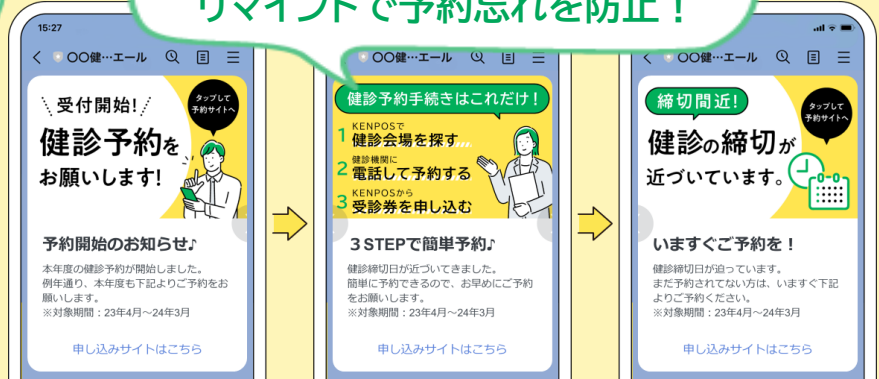 リマインドで予約忘れを防止！
15:27
〇〇健…エール
受付開始!
タップして
予約サイトへ
健診予約を
お願いします!
予約開始のお知らせ♪
本年度の健診予約が開始しました。
例年通り、本年度も下記よりご予約をお
願いします。
※対象期間：23年4月～24年3月
申し込みサイトはこちら
〇〇健…エール
健診予約手続きはこれだけ！
1 KENPOSで
健診会場を探す
2 健診機関に
電話して予約する
3 KENPOSから
受診券を申し込む
３STEPで簡単予約♪
健診締切日が近づいてきました。
簡単に予約できるので、お早めにご予約
をお願いします。
※対象期間：23年4月～24年3月
申し込みサイトはこちら
〇〇健…エール
締切間近!
タップして
予約サイトへ
健診の締切が
近づいています。
いますぐご予約を！
健診締切日が迫っています。
まだ予約されてない方は、いますぐ下記
よりご予約ください。
※対象期間：23年4月～24年3月
申し込みサイトはこちら